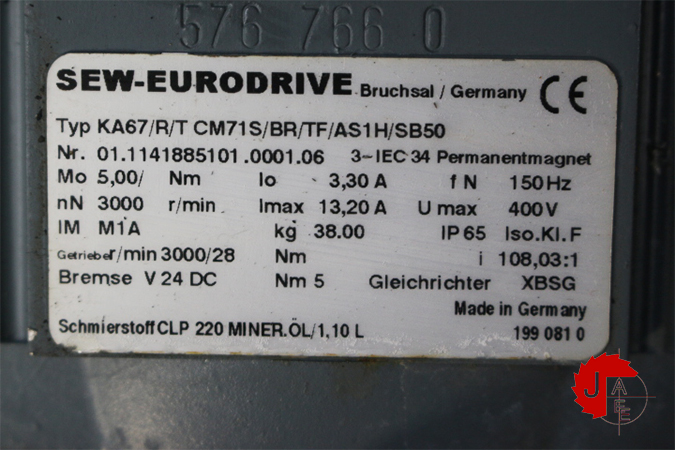 576 766 0
SEW-EURODRIVE Bruchsal / Germany CE
Typ KA67/R/T CM71S/BR/TF/AS1H/SB50
Nr. 01.1141885101.0001.06 3~IEC 34 Permanentmagnet
Mo 5,00/ Nm Io 3,30 A f N 150 Hz
nN 3000 r/min Imax 13,20 A U max 400 V
IM M1A kg 38.00 IP 65 Iso.Kl. F
Getriebe r/min 3000/28 Nm i 108,03:1
Bremse V 24 DC Nm 5 Gleichrichter XBSG
Made in Germany
Schmierstoff CLP 220 MINER.ÖL/1,10 L 199 081 0
J